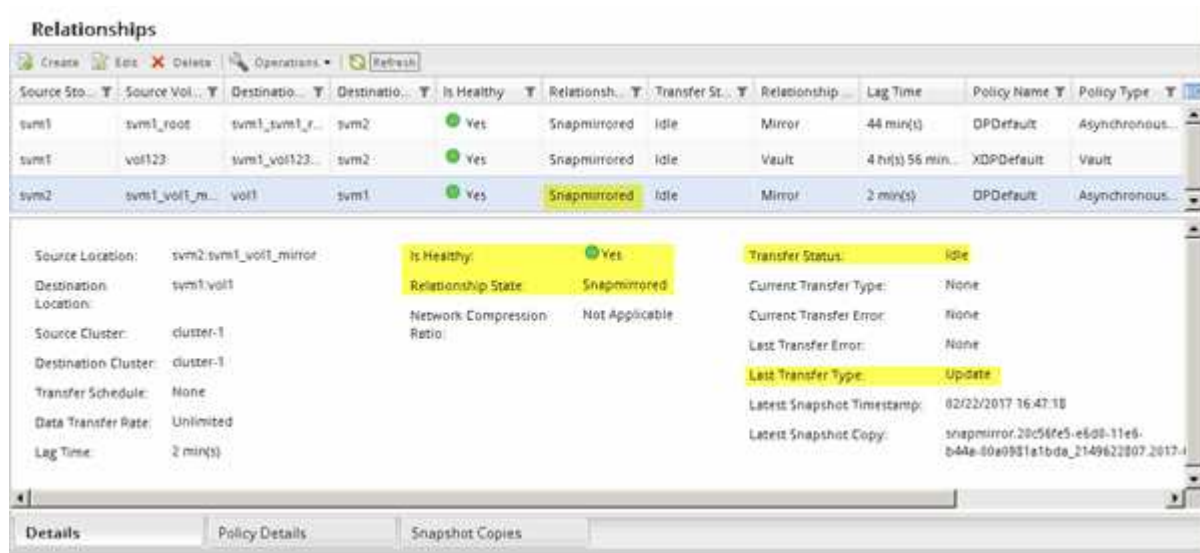 Relationships
Create Edit Delete Operations Refresh
Source Sto... Source Vol... Destinatio... Destinatio... Is Healthy Relationsh... Transfer St... Relationship ... Lag Time Policy Name Policy Type
svm1 svm1_root svm1_svm1_r... svm2 Yes Snapmirrored Idle Mirror 44 min(s) DPDefault Asynchronous...
svm1 vol123 svm1_vol123... svm2 Yes Snapmirrored Idle Vault 4 hr(s) 56 min... XDPDefault Vault
svm2 svm1_vol1_m... vol1 svm1 Yes Snapmirrored Idle Mirror 2 min(s) DPDefault Asynchronous...
Source Location: svm2:svm1_vol1_mirror Is Healthy: Yes Transfer Status: Idle
Destination Location: svm1:vol1 Relationship State: Snapmirrored Current Transfer Type: None
Network Compression Ratio: Not Applicable Current Transfer Error: None
Source Cluster: cluster-1 Last Transfer Error: None
Destination Cluster: cluster-1 Last Transfer Type: Update
Transfer Schedule: None Latest Snapshot Timestamp: 02/22/2017 16:47:18
Data Transfer Rate: Unlimited Latest Snapshot Copy: snapmirror.20c56fe5-e6d0-11e6-
Lag Time: 2 min(s) b44a-00a0981a1bda_2149622807.2017-
Details Policy Details Snapshot Copies